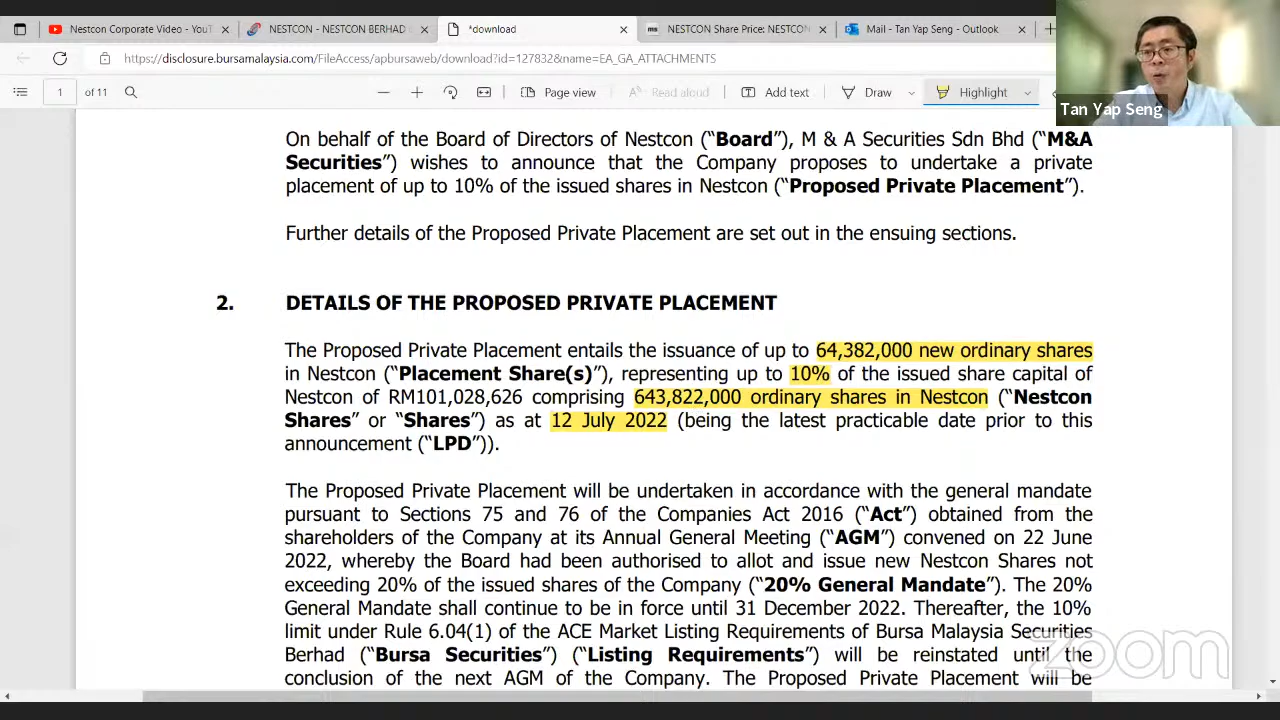 Nestcon Corporate Video - YouT
NESTCON - NESTCON BERHAD
*download
NESTCON Share Price: NESTCON
Mail - Tan Yap Seng - Outlook
https://disclosure.bursamalaysia.com/FileAccess/apbursaweb/download?id=127832&name=EA_GA_ATTACHMENTS
1 of 11
Page view
Read aloud
Add text
Draw
Highlight
Tan Yap Seng
On behalf of the Board of Directors of Nestcon (“Board”), M & A Securities Sdn Bhd (“M&A
Securities”) wishes to announce that the Company proposes to undertake a private
placement of up to 10% of the issued shares in Nestcon (“Proposed Private Placement”).
Further details of the Proposed Private Placement are set out in the ensuing sections.
2. DETAILS OF THE PROPOSED PRIVATE PLACEMENT
The Proposed Private Placement entails the issuance of up to 64,382,000 new ordinary shares
in Nestcon (“Placement Share(s)”), representing up to 10% of the issued share capital of
Nestcon of RM101,028,626 comprising 643,822,000 ordinary shares in Nestcon (“Nestcon
Shares” or “Shares”) as at 12 July 2022 (being the latest practicable date prior to this
announcement (“LPD”)).
The Proposed Private Placement will be undertaken in accordance with the general mandate
pursuant to Sections 75 and 76 of the Companies Act 2016 (“Act”) obtained from the
shareholders of the Company at its Annual General Meeting (“AGM”) convened on 22 June
2022, whereby the Board had been authorised to allot and issue new Nestcon Shares not
exceeding 20% of the issued shares of the Company (“20% General Mandate”). The 20%
General Mandate shall continue to be in force until 31 December 2022. Thereafter, the 10%
limit under Rule 6.04(1) of the ACE Market Listing Requirements of Bursa Malaysia Securities
Berhad (“Bursa Securities”) (“Listing Requirements”) will be reinstated until the
conclusion of the next AGM of the Company. The Proposed Private Placement will be
zoom